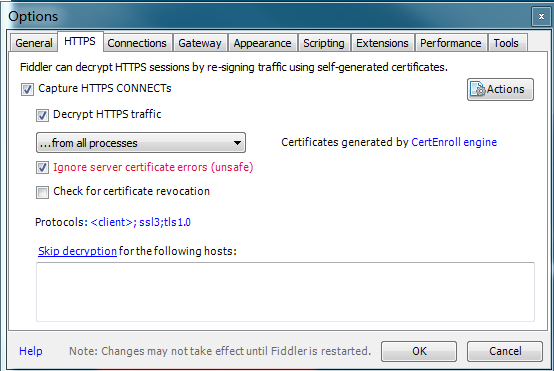 Options x
General HTTPS Connections Gateway Appearance Scripting Extensions Performance Tools
Fiddler can decrypt HTTPS sessions by re-signing traffic using self-generated certificates.
Capture HTTPS CONNECTs Actions
Decrypt HTTPS traffic
...from all processes Certificates generated by CertEnroll engine
Ignore server certificate errors (unsafe)
Check for certificate revocation
Protocols: <client>; ssl3;tls1.0
Skip decryption for the following hosts:
Help Note: Changes may not take effect until Fiddler is restarted. OK Cancel